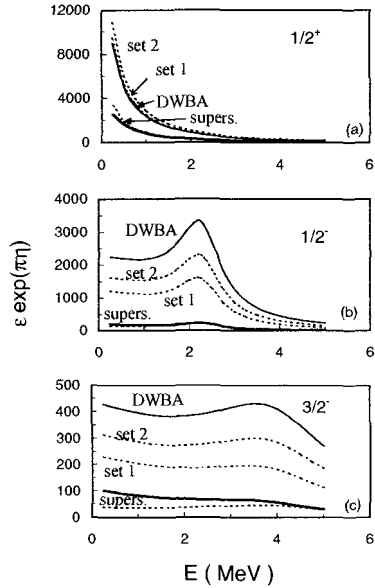 12000
8000
4000
0
set 2
set 1
DWBA
supers.
1/2+
(a)
0 2 4 6
ε exp(πη)
4000
3000
2000
1000
0
DWBA
set 2
set 1
supers.
1/2-
(b)
0 2 4 6
500
400
300
200
100
0
DWBA
set 2
set 1
supers.
3/2-
(c)
0 2 4 6
E ( MeV )